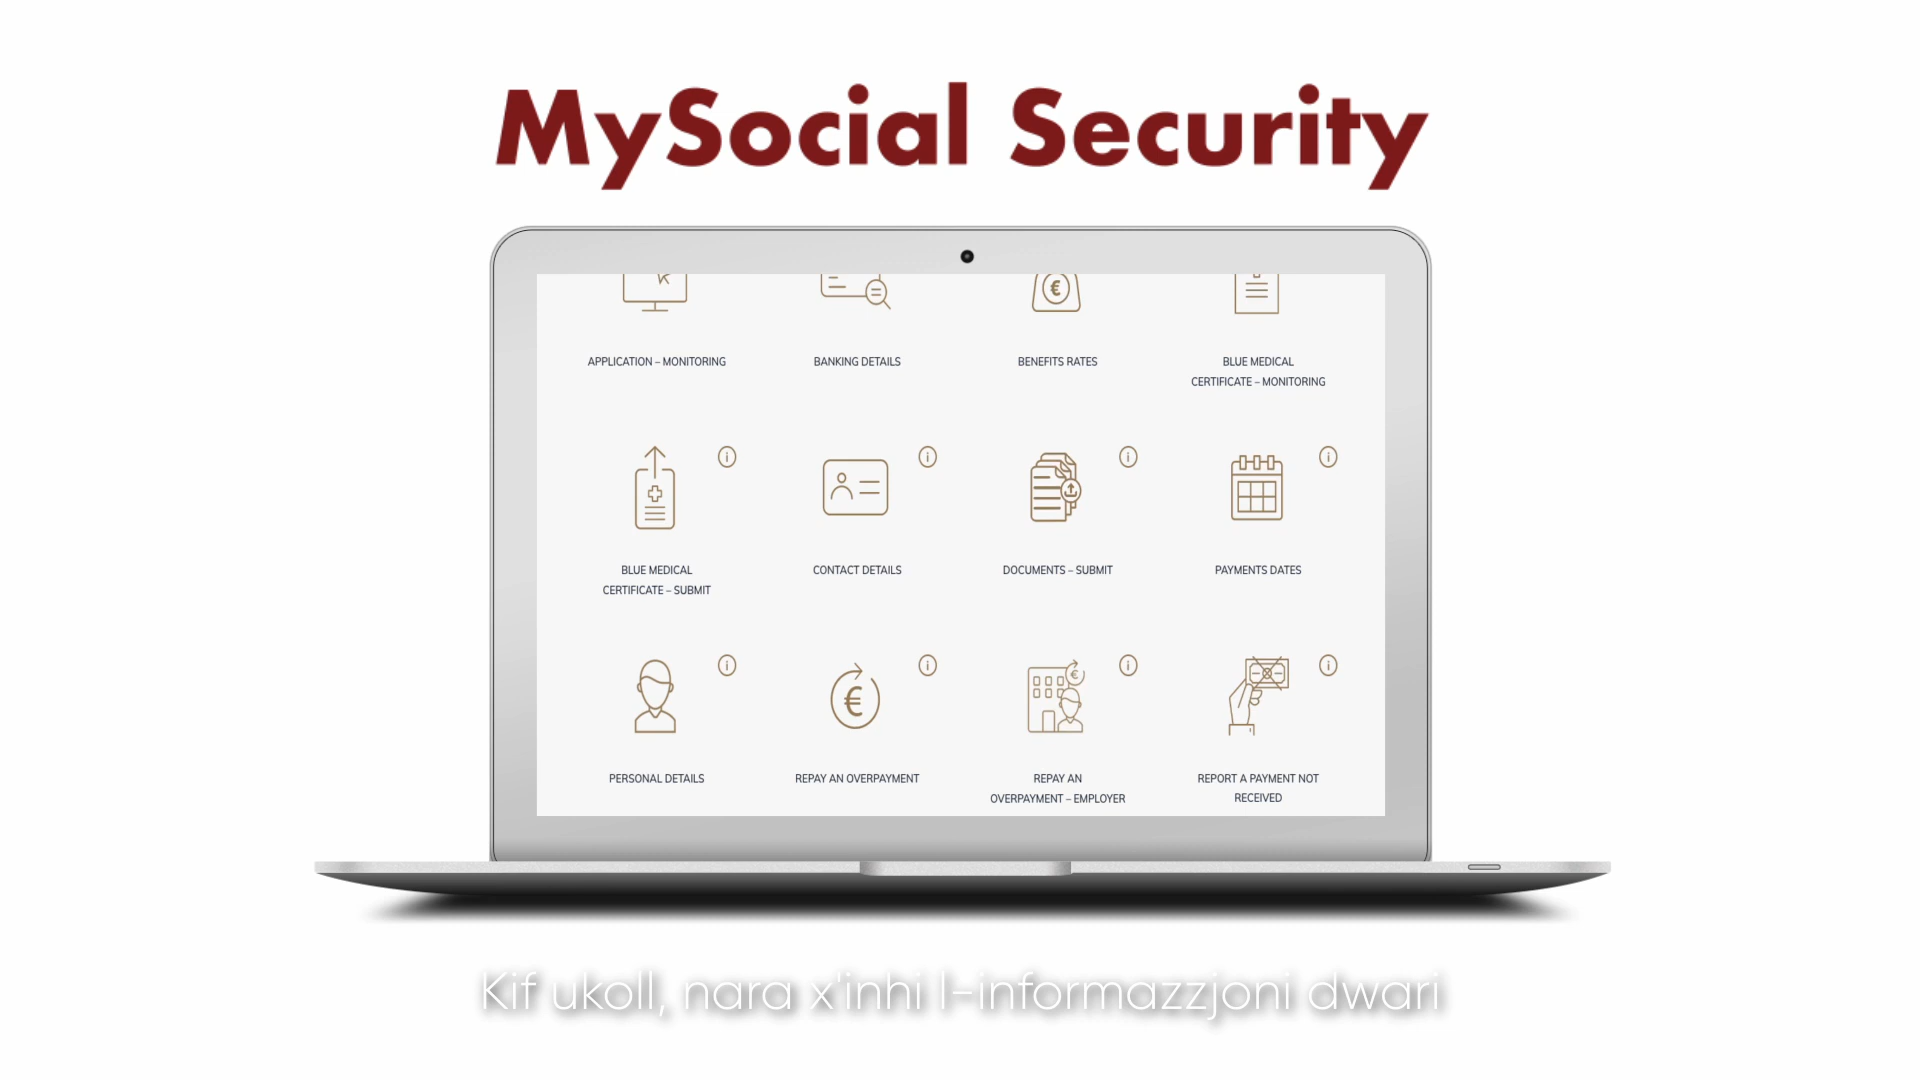 MySocial Security
APPLICATION – MONITORING
BANKING DETAILS
BENEFITS RATES
BLUE MEDICAL
CERTIFICATE – MONITORING
BLUE MEDICAL
CERTIFICATE – SUBMIT
CONTACT DETAILS
DOCUMENTS – SUBMIT
PAYMENTS DATES
PERSONAL DETAILS
REPAY AN OVERPAYMENT
REPAY AN
OVERPAYMENT – EMPLOYER
REPORT A PAYMENT NOT
RECEIVED
Kif ukoll, nara x'inhi l-informazzjoni dwari